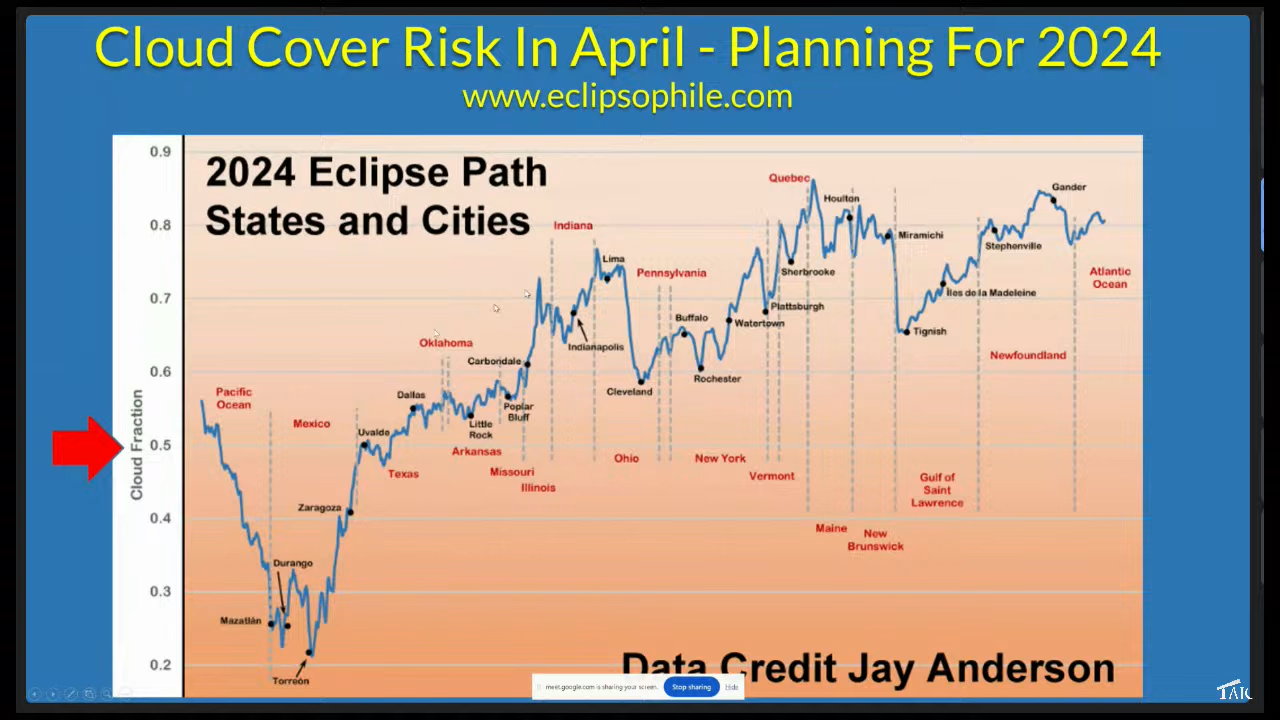 Cloud Cover Risk In April - Planning For 2024
www.eclipsophile.com
2024 Eclipse Path
States and Cities
Cloud Fraction
0.9
0.8
0.7
0.6
0.5
0.4
0.3
0.2
Pacific
Ocean
Mazatlán
Durango
Torreón
Mexico
Zaragoza
Uvalde
Texas
Dallas
Oklahoma
Little
Rock
Arkansas
Poplar
Bluff
Missouri
Carbondale
Illinois
Indiana
Indianapolis
Lima
Ohio
Cleveland
Pennsylvania
Buffalo
Rochester
New York
Watertown
Plattsburgh
Vermont
Quebec
Sherbrooke
Houlton
Maine
New
Brunswick
Miramichi
Tignish
Îles de la Madeleine
Gulf of
Saint
Lawrence
Stephenville
Gander
Newfoundland
Atlantic
Ocean
Data Credit Jay Anderson
meet.google.com is sharing your screen.
Stop sharing
Hide